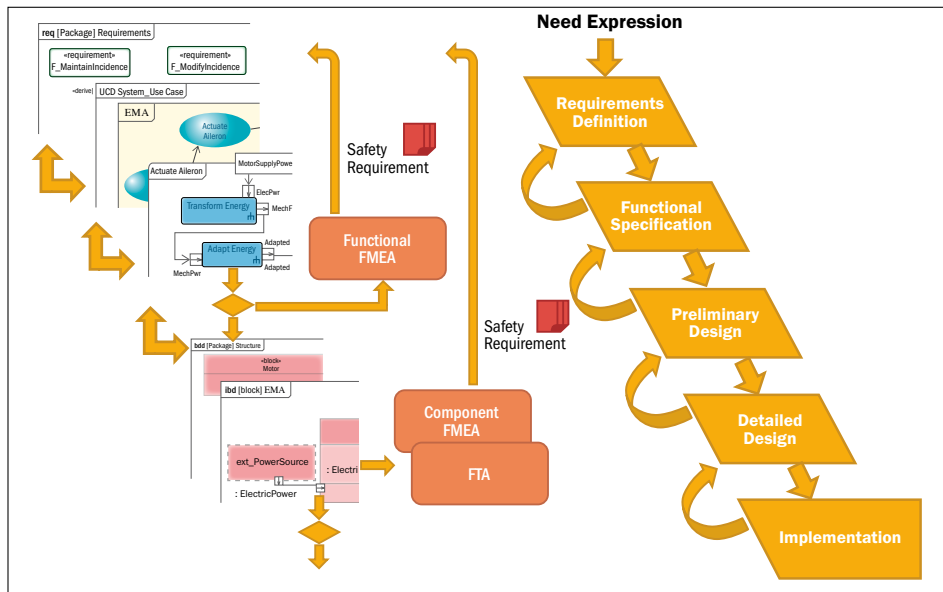 Need Expression
req [Package] Requirements
«requirement»
F_MaintainIncidence
«requirement»
F_ModifyIncidence
«derive»
UCD System_Use Case
EMA
Actuate
Aileron
Actuate Aileron
MotorSupplyPowe
ElecPwr
Transform Energy
MechF
Adapt Energy
Adapted
Adapted
MechPwr
Safety
Requirement
Functional
FMEA
bdd [Package] Structure
«block»
Motor
ibd [block] EMA
ext_PowerSource
: Electri
: ElectricPower
Safety
Requirement
Component
FMEA
FTA
Requirements
Definition
Functional
Specification
Preliminary
Design
Detailed
Design
Implementation